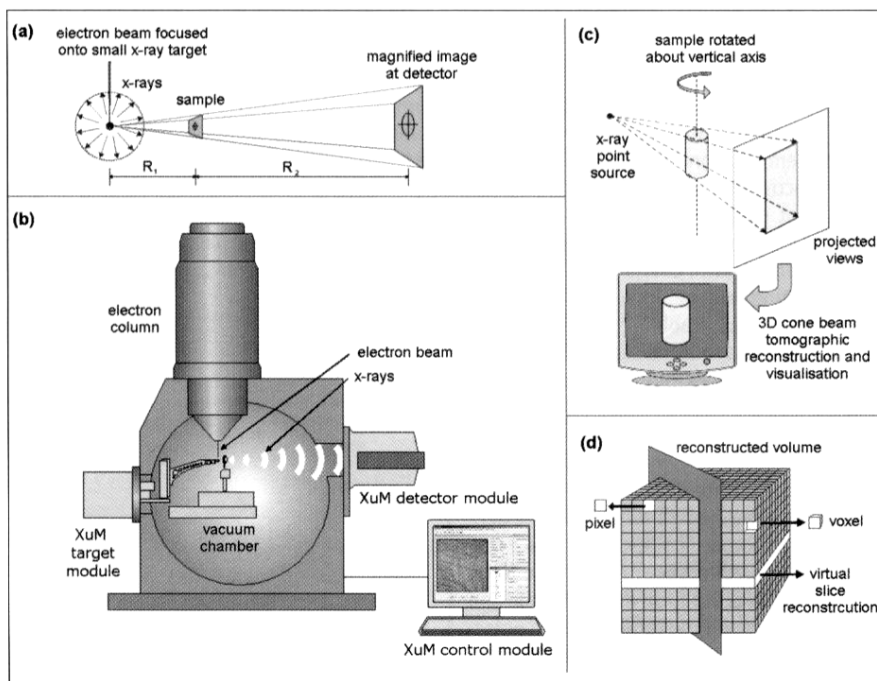 (a)
electron beam focused
onto small x-ray target
x-rays
sample
magnified image
at detector
R₁
R₂
(b)
electron
column
electron beam
x-rays
XuM
target
module
vacuum
chamber
XuM detector module
XuM control module
(c)
sample rotated
about vertical axis
x-ray
point
source
projected
views
3D cone beam
tomographic
reconstruction and
visualisation
(d)
reconstructed volume
pixel
voxel
virtual
slice
reconstrcution